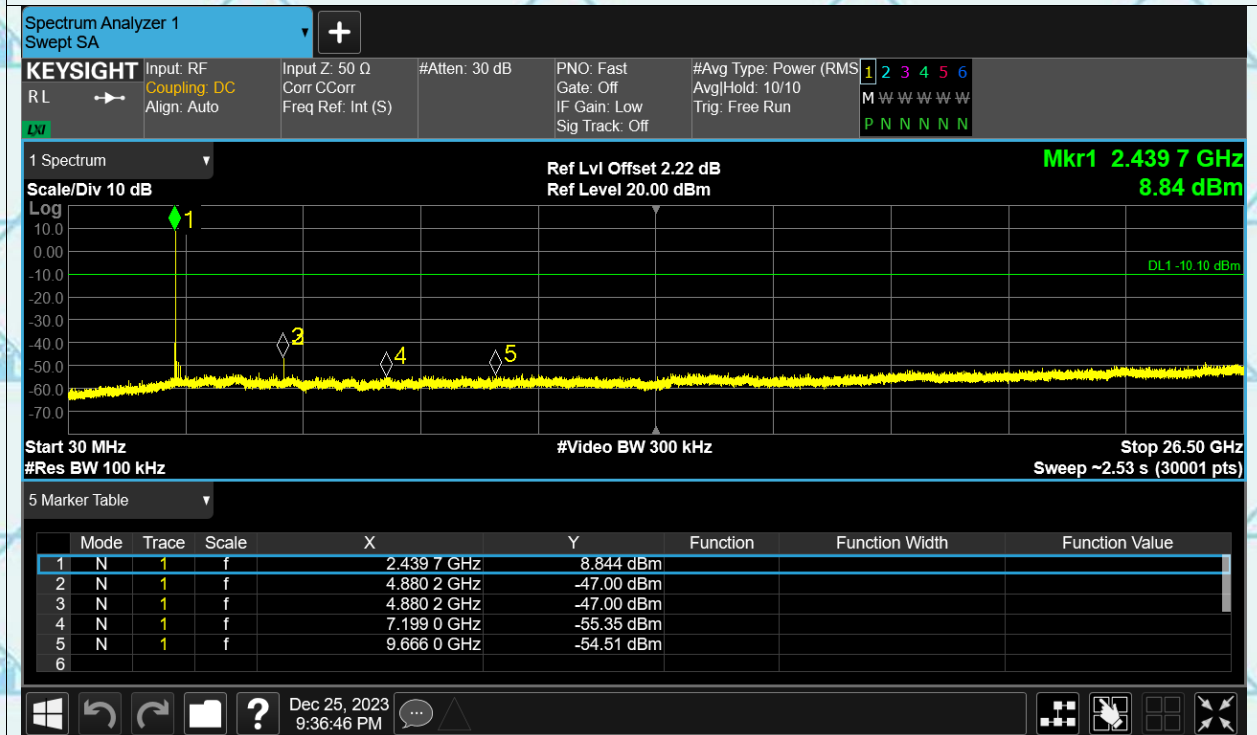 Spectrum Analyzer 1
Swept SA
KEYSIGHT
RL
LXI
Input: RF
Coupling: DC
Align: Auto
Input Z: 50 Ω
Corr CCorr
Freq Ref: Int (S)
#Atten: 30 dB
PNO: Fast
Gate: Off
IF Gain: Low
Sig Track: Off
#Avg Type: Power (RMS
Avg|Hold: 10/10
Trig: Free Run
1 2 3 4 5 6
M W W W W W
P N N N N N
1 Spectrum
Scale/Div 10 dB
Ref Lvl Offset 2.22 dB
Ref Level 20.00 dBm
Mkr1 2.439 7 GHz
8.84 dBm
Log
10.0
0.00
-10.0
-20.0
-30.0
-40.0
-50.0
-60.0
-70.0
1
3
4
5
DL1 -10.10 dBm
Start 30 MHz
#Res BW 100 kHz
#Video BW 300 kHz
Stop 26.50 GHz
Sweep ~2.53 s (30001 pts)
5 Marker Table
Mode Trace Scale X Y Function Function Width Function Value
1 N 1 f 2.439 7 GHz 8.844 dBm
2 N 1 f 4.880 2 GHz -47.00 dBm
3 N 1 f 4.880 2 GHz -47.00 dBm
4 N 1 f 7.199 0 GHz -55.35 dBm
5 N 1 f 9.666 0 GHz -54.51 dBm
6
?
Dec 25, 2023
9:36:46 PM